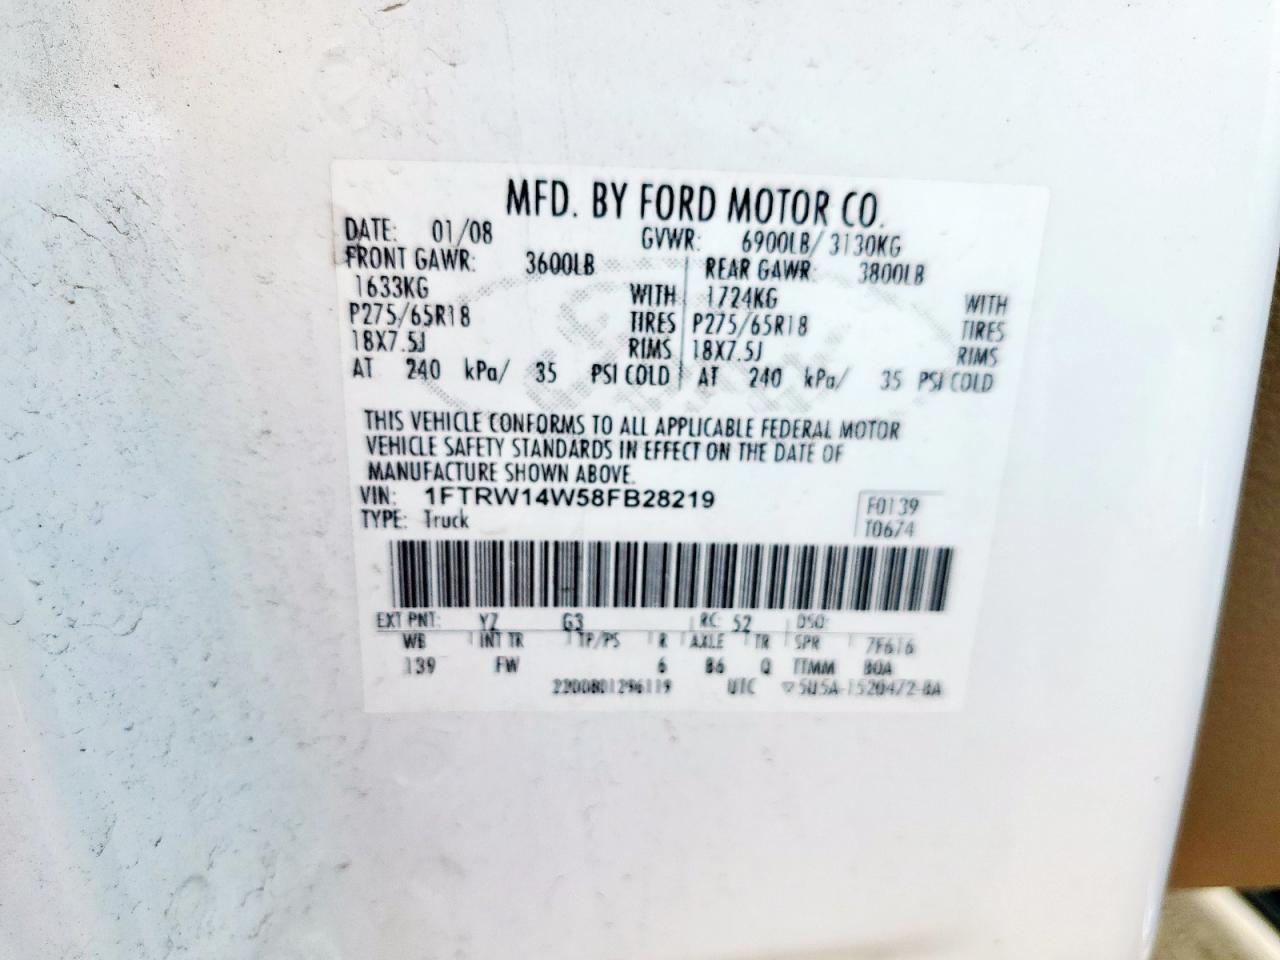 MFD. BY FORD MOTOR CO.
DATE: 01/08 GVWR: 6900LB/ 3130KG
FRONT GAWR: 3600LB REAR GAWR: 3800LB
1633KG WITH 1724KG WITH
P275/65R18 TIRES P275/65R18 TIRES
18X7.5J RIMS 18X7.5J RIMS
AT 240 kPa/ 35 PSI COLD AT 240 kPa/ 35 PSI COLD
THIS VEHICLE CONFORMS TO ALL APPLICABLE FEDERAL MOTOR
VEHICLE SAFETY STANDARDS IN EFFECT ON THE DATE OF
MANUFACTURE SHOWN ABOVE.
VIN: 1FTRW14W58FB28219 F0139
TYPE: Truck T0674
EXT PNT: YZ G3 RC: 52 DSO:
WB INT TR TP/PS R AXLE TR SPR 7F616
139 FW 6 B6 Q TTMM
2200801296119 UTC